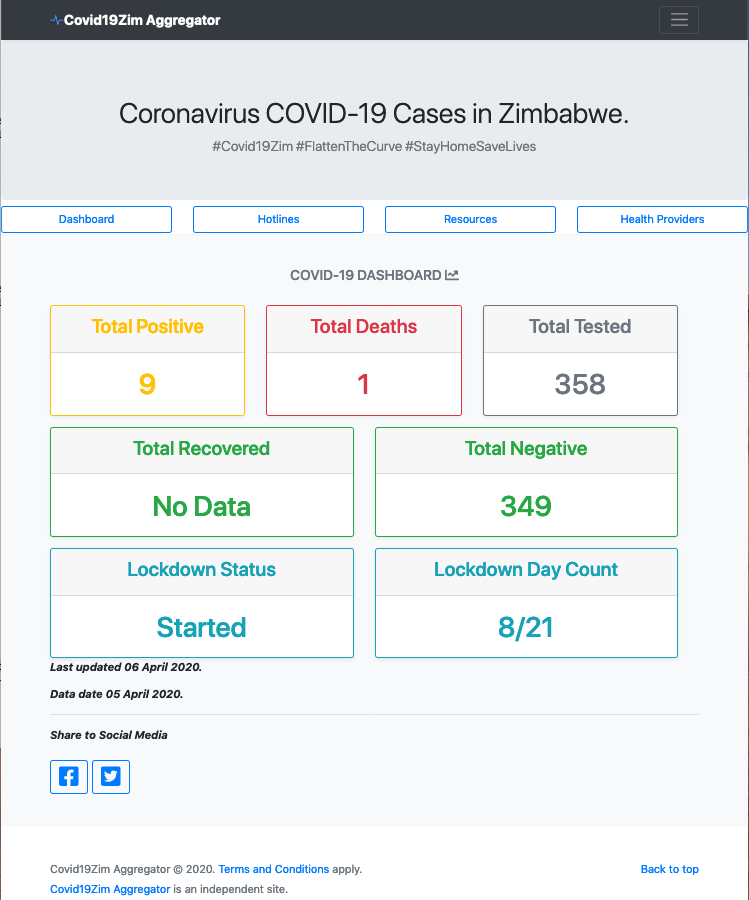 Covid19Zim Aggregator
Coronavirus COVID-19 Cases in Zimbabwe.
#Covid19Zim #FlattenTheCurve #StayHomeSaveLives
Dashboard
Hotlines
Resources
Health Providers
COVID-19 DASHBOARD
Total Positive
9
Total Deaths
1
Total Tested
358
Total Recovered
No Data
Total Negative
349
Lockdown Status
Started
Lockdown Day Count
8/21
Last updated 06 April 2020.
Data date 05 April 2020.
Share to Social Media
Covid19Zim Aggregator © 2020. Terms and Conditions apply.
Back to top
Covid19Zim Aggregator is an independent site.